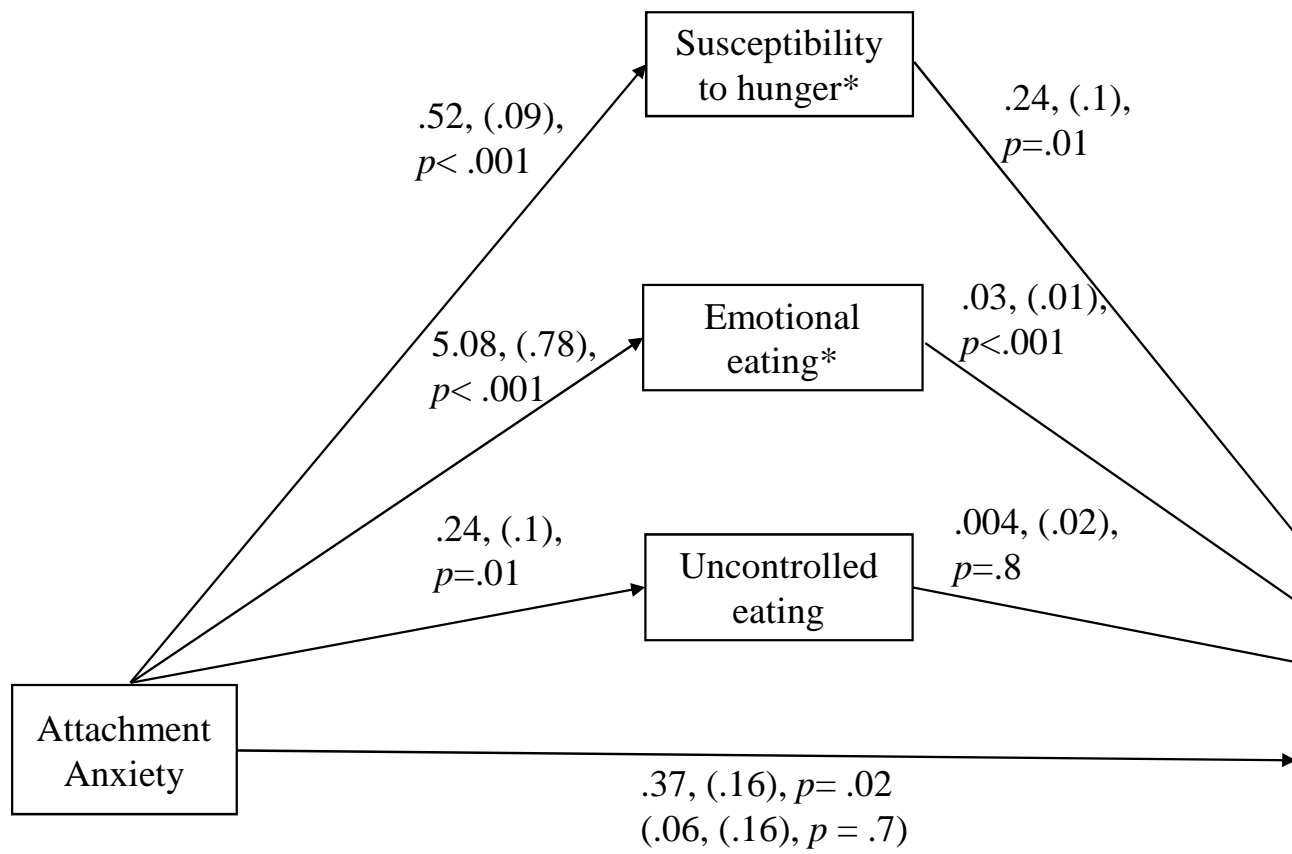 Susceptibility
to hunger*
.52, (.09),
p< .001
.24, (.1),
p=.01
Emotional
eating*
5.08, (.78),
p< .001
.03, (.01),
p<.001
Uncontrolled
eating
.24, (.1),
p=.01
.004, (.02),
p=.8
Attachment
Anxiety
.37, (.16), p= .02
(.06, (.16), p = .7)